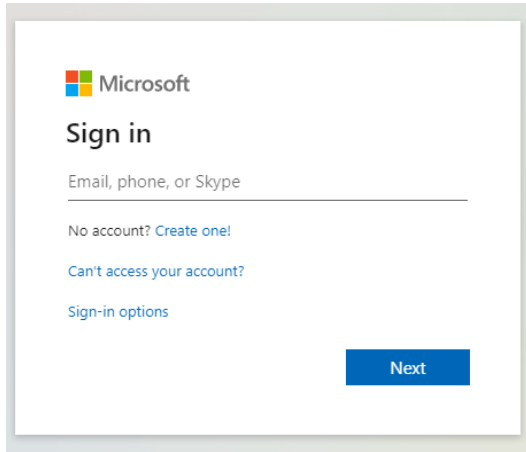 Microsoft
Sign in
Email, phone, or Skype
No account? Create one!
Can't access your account?
Sign-in options
Next